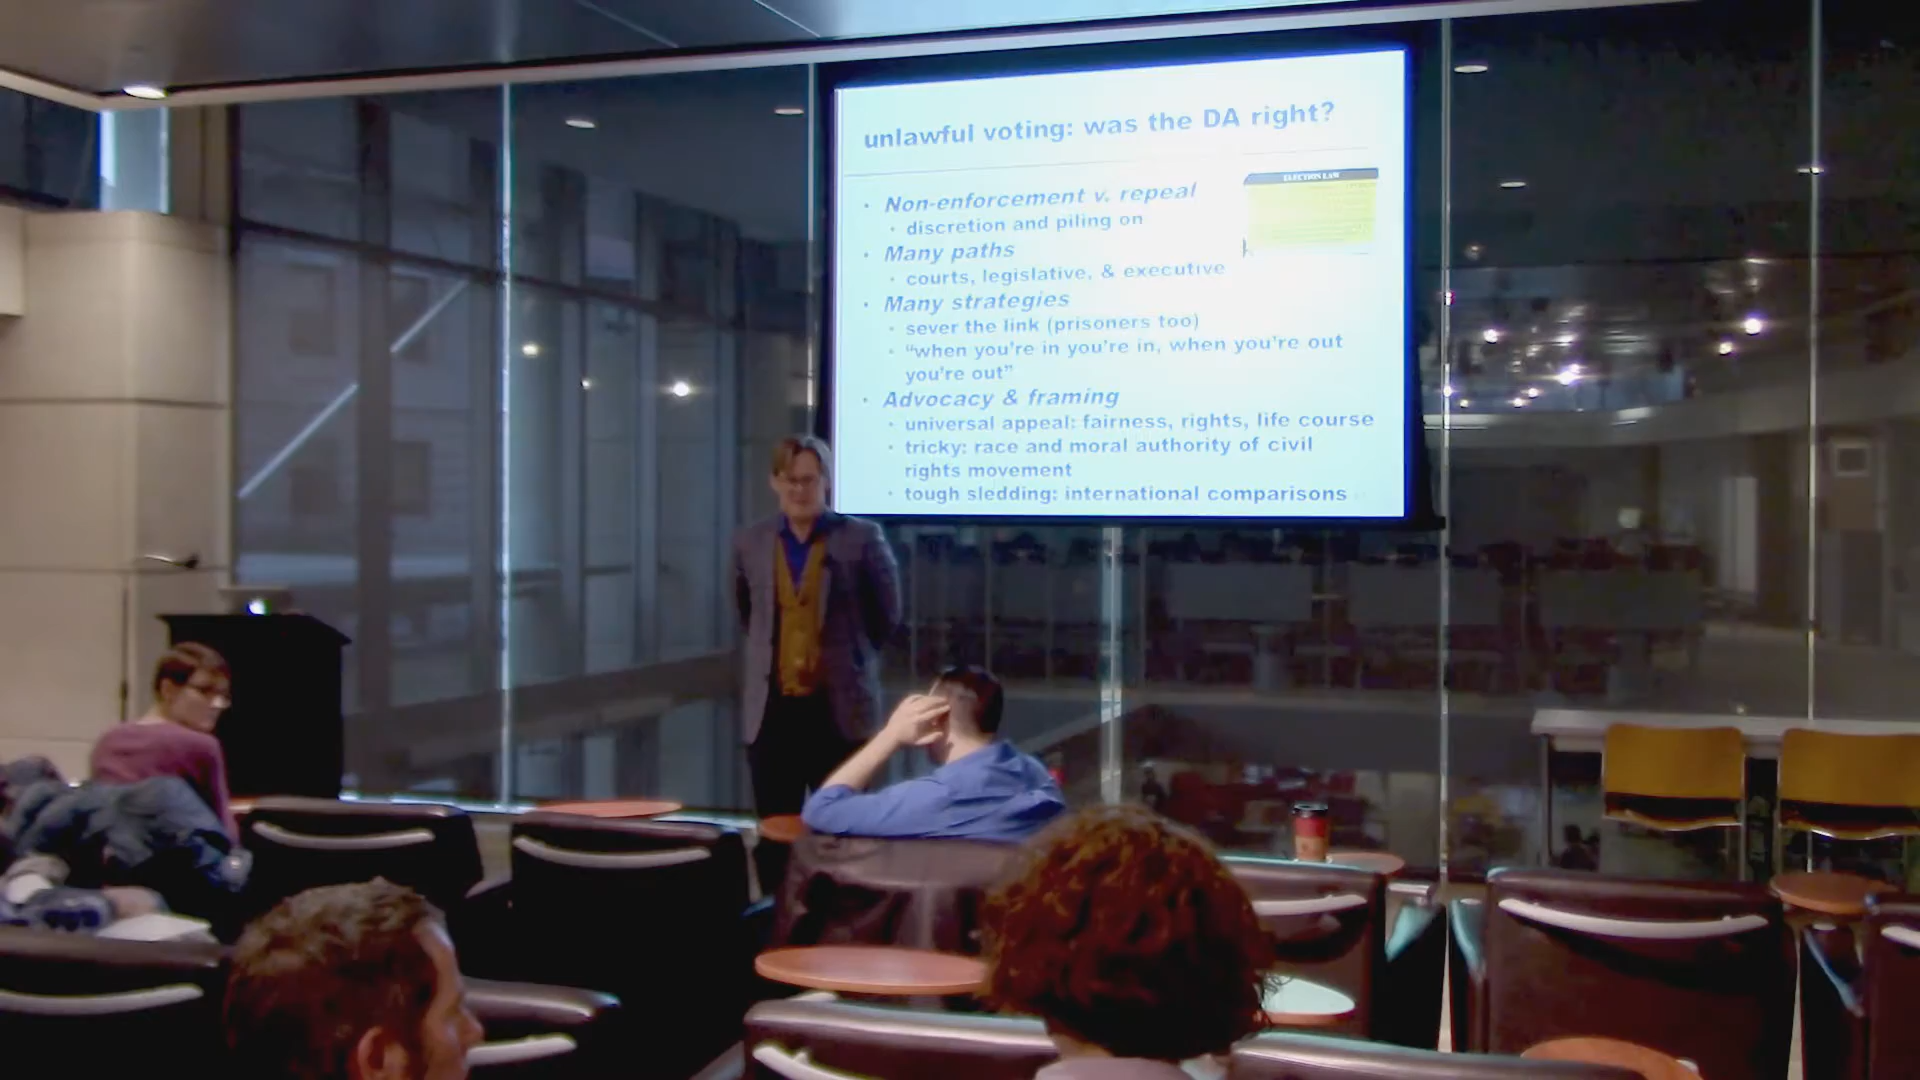 unlawful voting: was the DA right?
ELECTION LAW
• Non-enforcement v. repeal
• discretion and piling on
• Many paths
• courts, legislative, & executive
• Many strategies
• sever the link (prisoners too)
• “when you’re in you’re in, when you’re out
you’re out”
• Advocacy & framing
• universal appeal: fairness, rights, life course
• tricky: race and moral authority of civil
rights movement
• tough sledding: international comparisons